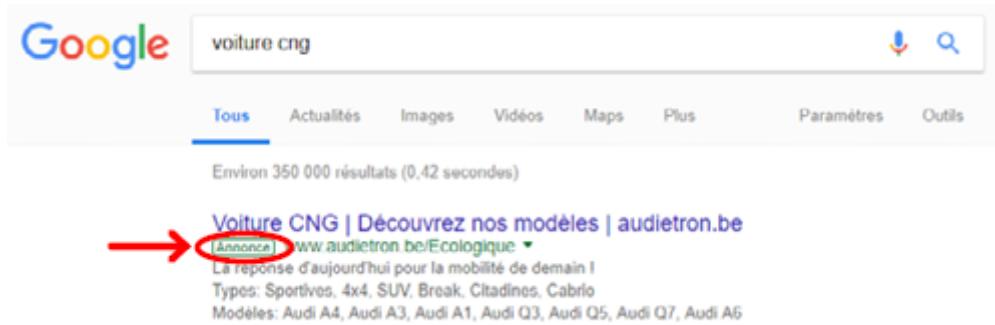 Google
voiture cng
Tous Actualités Images Vidéos Maps Plus Paramètres Outils
Environ 350 000 résultats (0,42 secondes)
Voiture CNG | Découvrez nos modèles | audietron.be
Annonce www.audietron.be/Ecologique
La réponse d'aujourd'hui pour la mobilité de demain !
Types: Sportives, 4x4, SUV, Break, Citadines, Cabrio
Modèles: Audi A4, Audi A3, Audi A1, Audi Q3, Audi Q5, Audi Q7, Audi A6